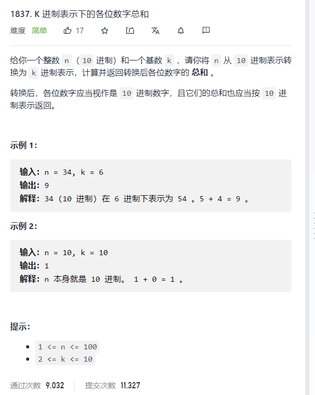 1837. K 进制表示下的各位数字总和
难度 简单 17
给你一个整数 n ( 10 进制)和一个基数 k ,请你将 n 从 10 进制表示转
换为 k 进制表示,计算并返回转换后各位数字的 总和 。
转换后,各位数字应当视作是 10 进制数字,且它们的总和也应当按 10 进
制表示返回。
示例 1:
输入:n = 34, k = 6
输出:9
解释:34 (10 进制) 在 6 进制下表示为 54 。5 + 4 = 9 。
示例 2:
输入:n = 10, k = 10
输出:1
解释:n 本身就是 10 进制。 1 + 0 = 1 。
提示:
1 <= n <= 100
2 <= k <= 10
通过次数 9,032 提交次数 11,327